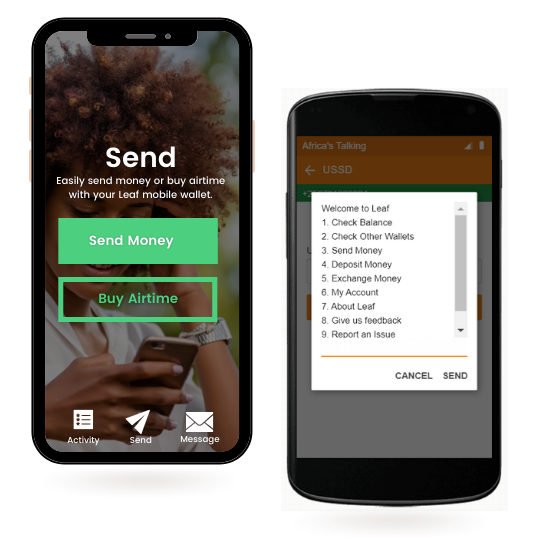 Send
Easily send money or buy airtime
with your Leaf mobile wallet.
Send Money
Buy Airtime
Activity
Send
Message
Africa's Talking
USSD
Welcome to Leaf
1. Check Balance
2. Check Other Wallets
3. Send Money
4. Deposit Money
5. Exchange Money
6. My Account
7. About Leaf
8. Give us feedback
9. Report an Issue
CANCEL SEND